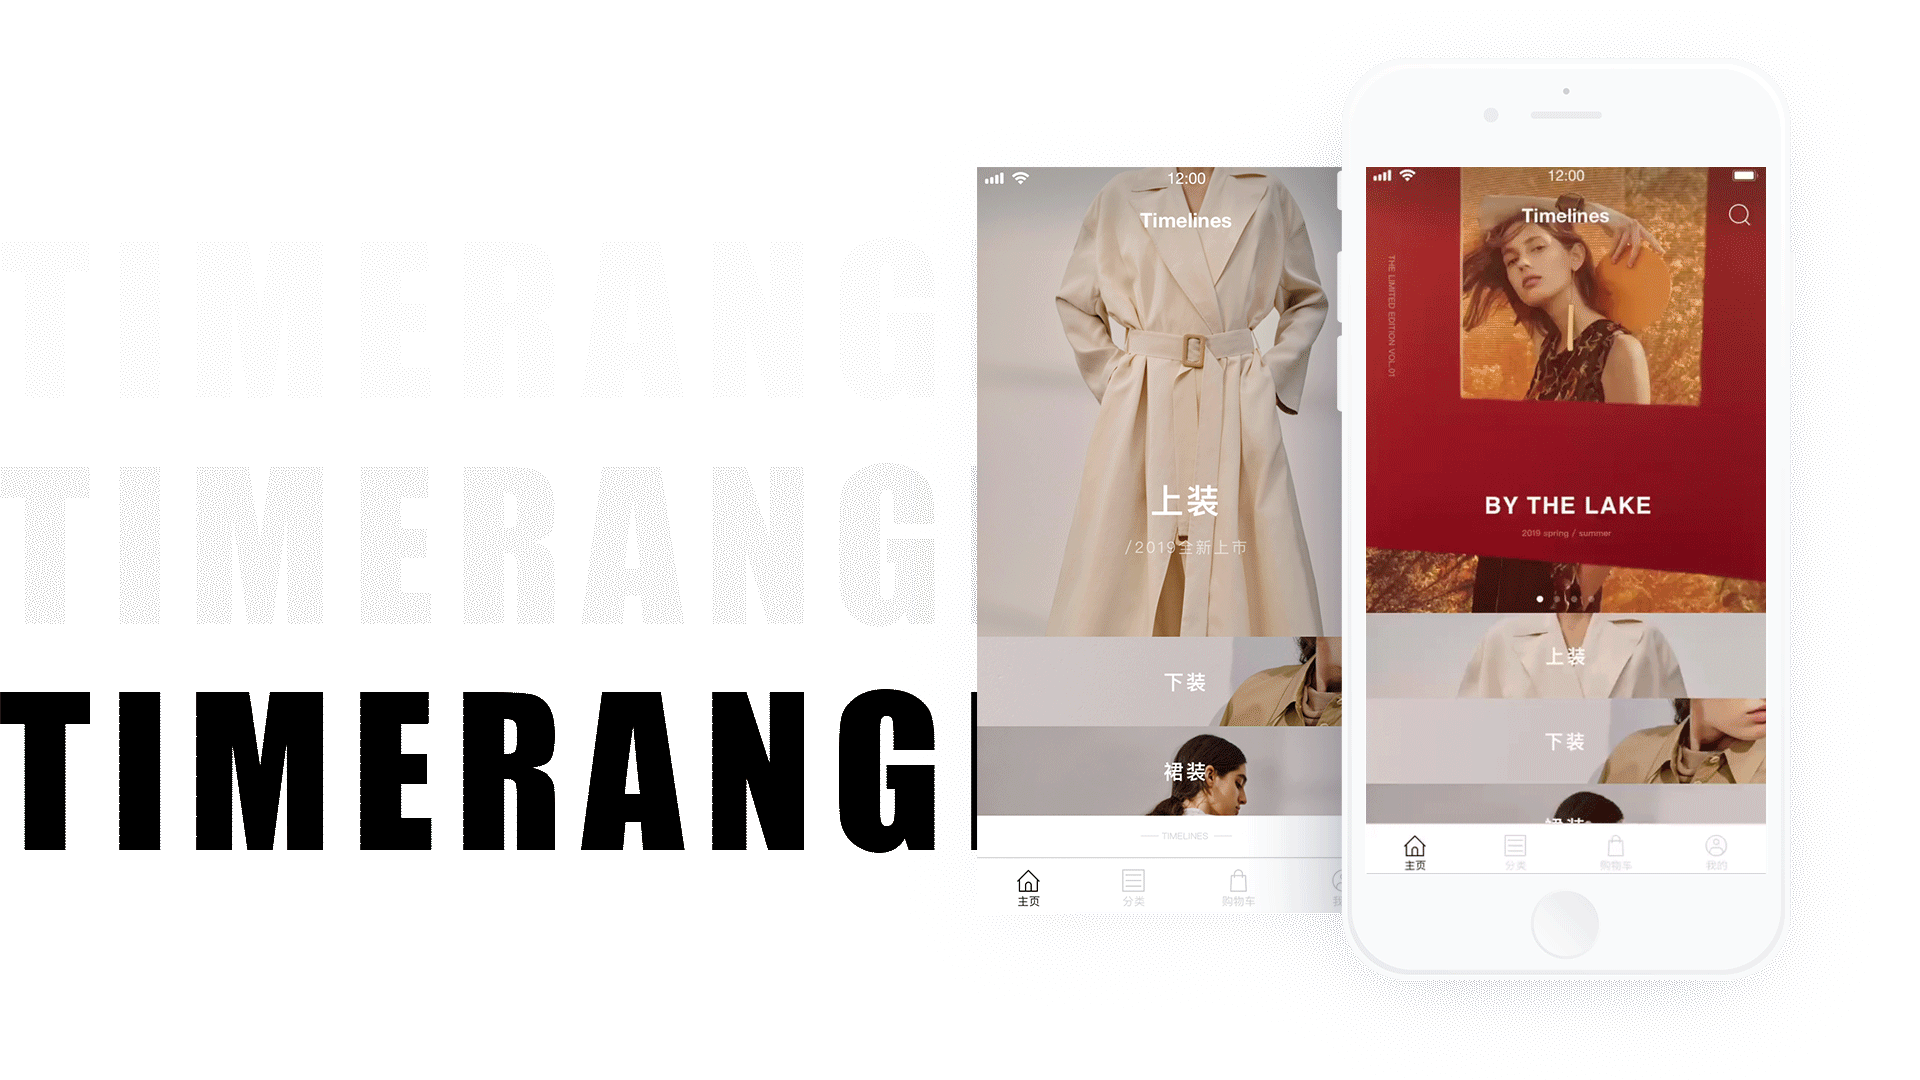 TIMERANG
TIMERANG
TIMERANG
12:00
Timelines
上装
/2019全新上市
下装
裙装
TIMELINES
主页
分类
购物车
12:00
Timelines
THE LIMITED EDITION VOL.01
BY THE LAKE
2019 spring / summer
上装
下装
裙装
主页
分类
购物车
我的